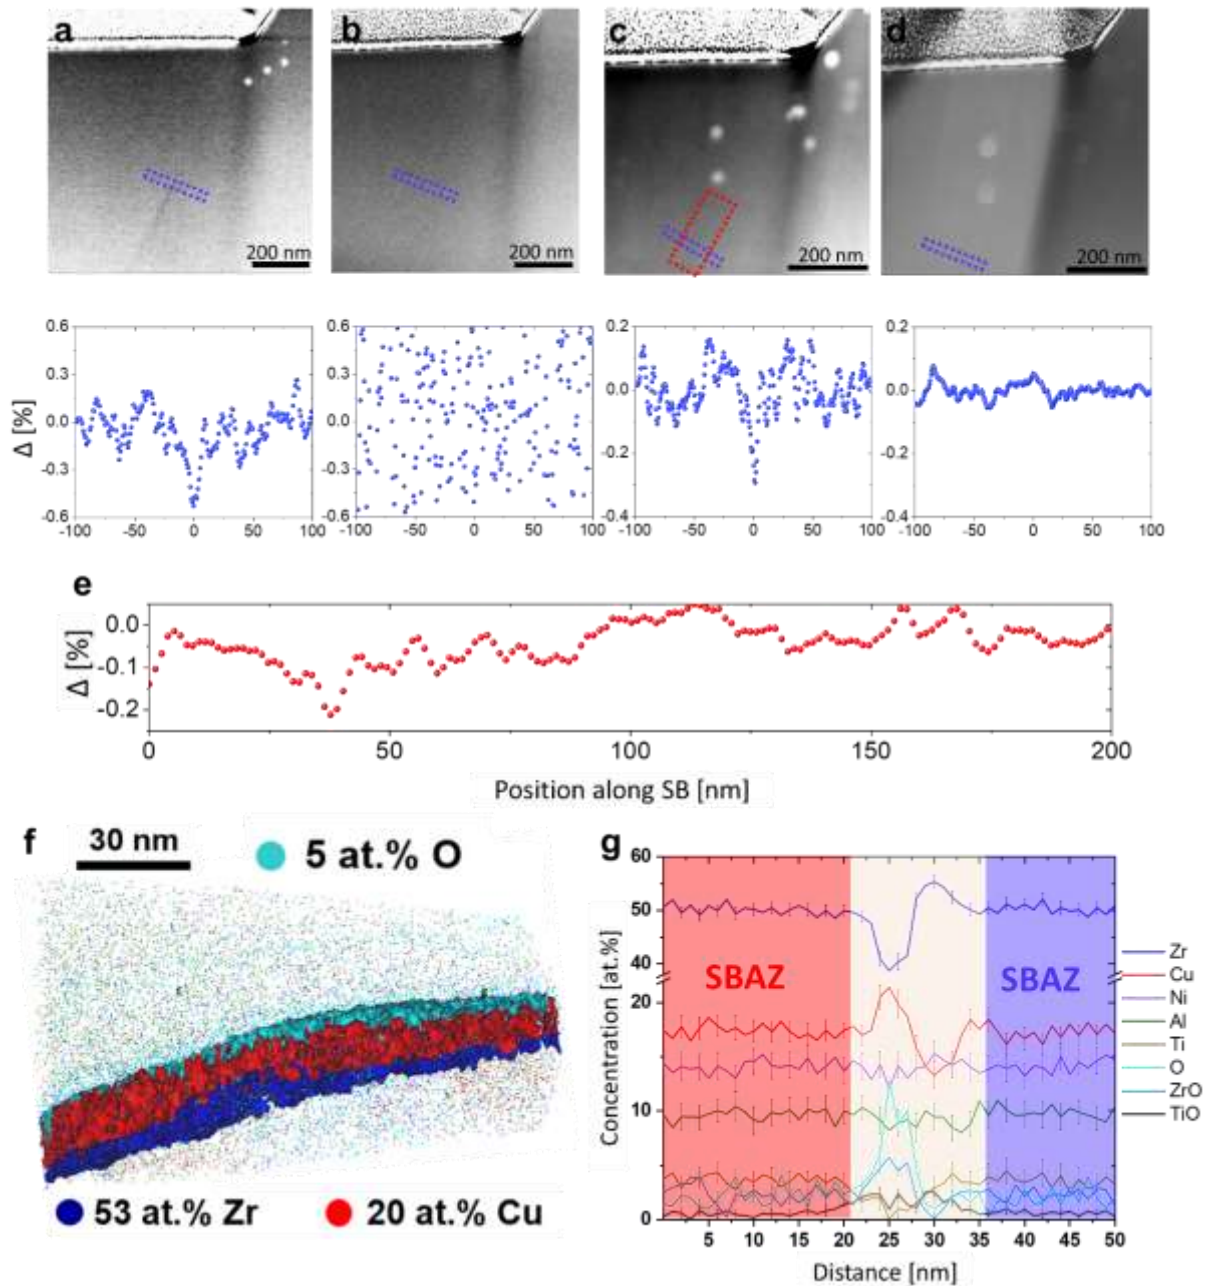 a b c d
200 nm 200 nm 200 nm 200 nm
0.6 0.6 0.2 0.2
0.3 0.3 0.0 0.0
0.0 0.0 -0.2 -0.2
-0.3 -0.3
-0.6 -0.6 -0.4 -0.4
Δ [%]
-100 -50 0 50 100 -100 -50 0 50 100 -100 -50 0 50 100 -100 -50 0 50 100
e
0.0
-0.1
-0.2
Δ [%]
0 50 100 150 200
Position along SB [nm]
f
30 nm
5 at.% O
53 at.% Zr 20 at.% Cu
g
60
50
40
20
10
0
Concentration [at.%]
SBAZ SBAZ
Zr
Cu
Ni
Al
Ti
O
ZrO
TiO
5 10 15 20 25 30 35 40 45 50
Distance [nm]